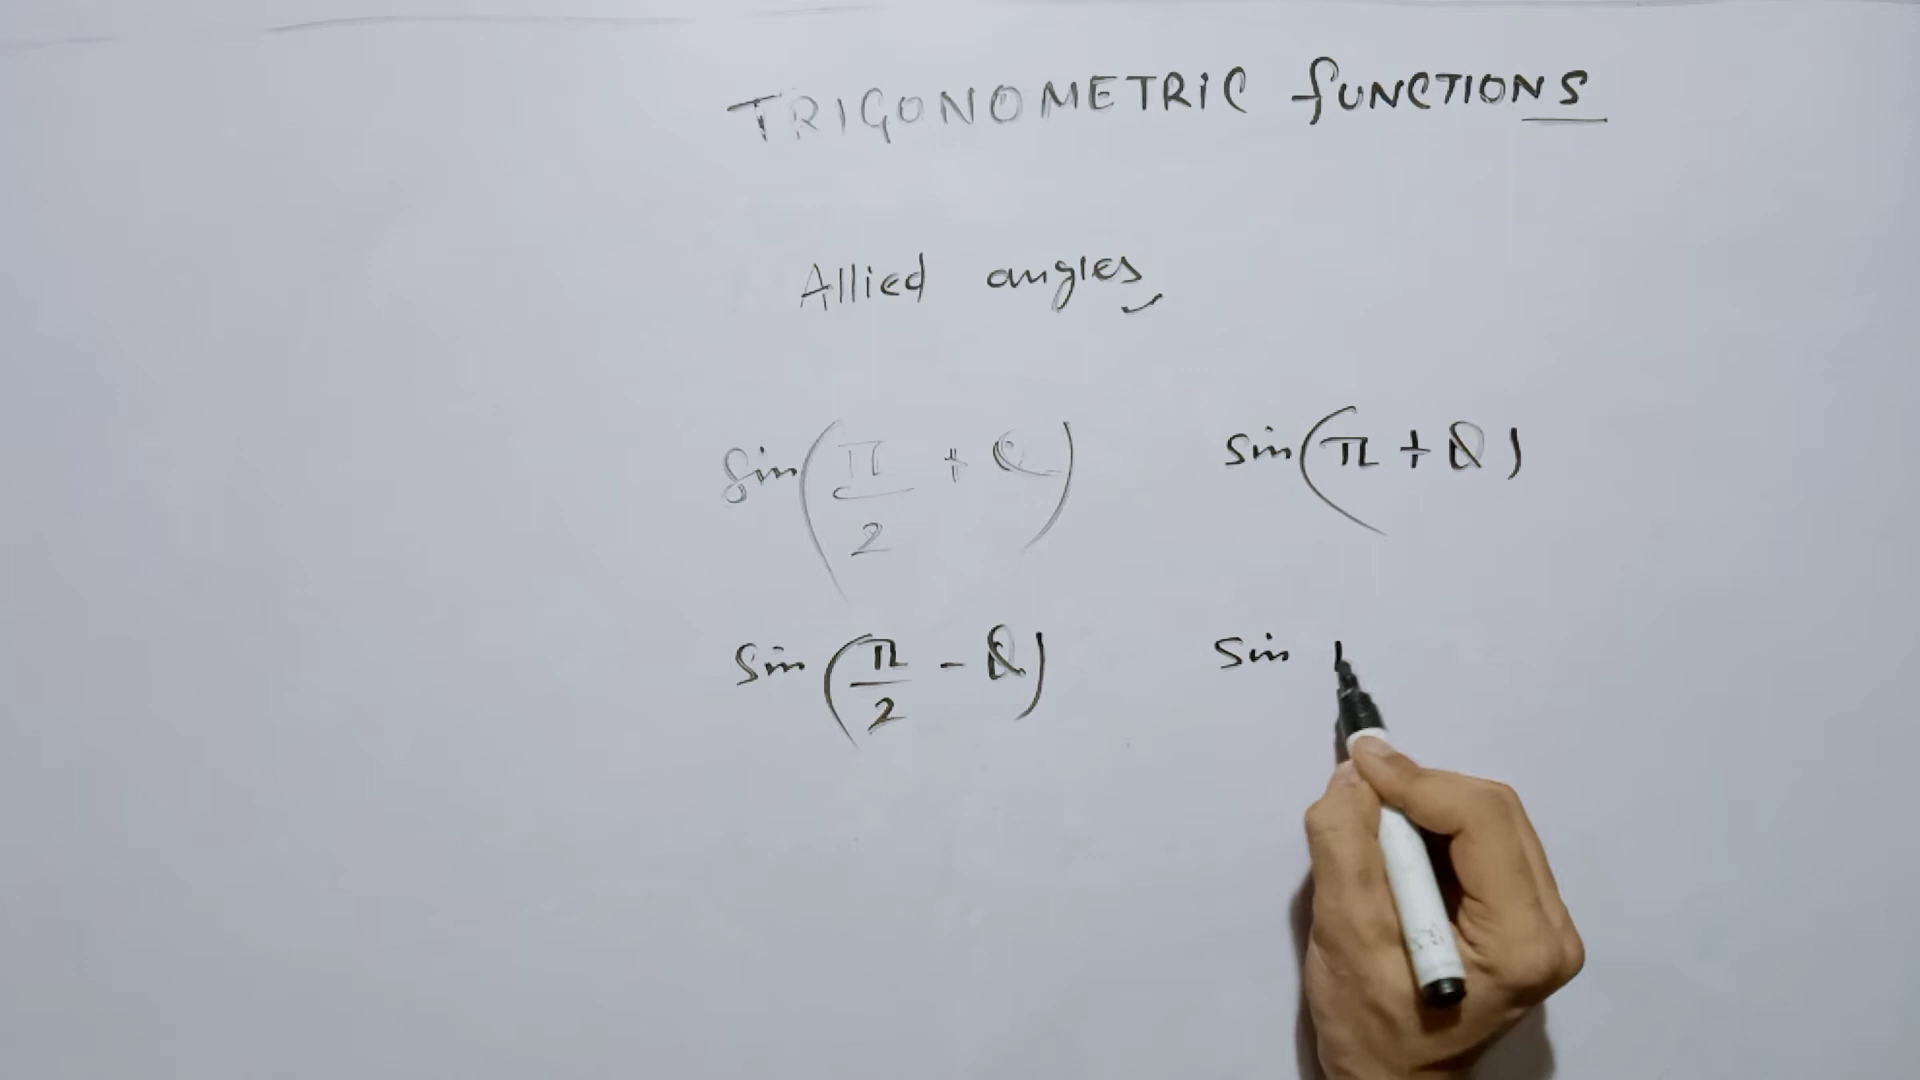 TRIGONOMETRIC fUNCTIONS
Allied angles
Sin(π/2 + θ) sin(π + θ)
Sin(π/2 - θ) Sin